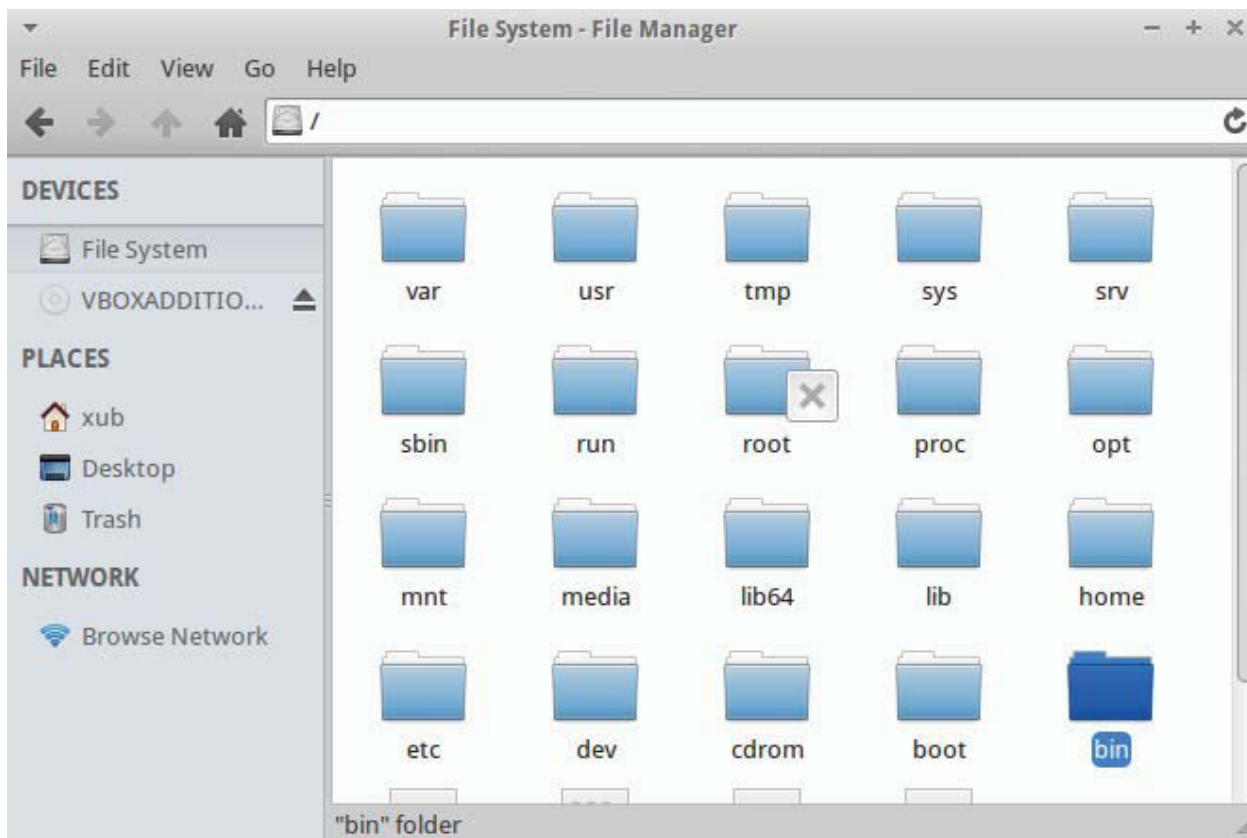 File System - File Manager
File Edit View Go Help
/
DEVICES
File System
VBOXADDITIO...
PLACES
xub
Desktop
Trash
NETWORK
Browse Network
var usr tmp sys srv
sbin run root proc opt
mnt media lib64 lib home
etc dev cdrom boot bin
"bin" folder